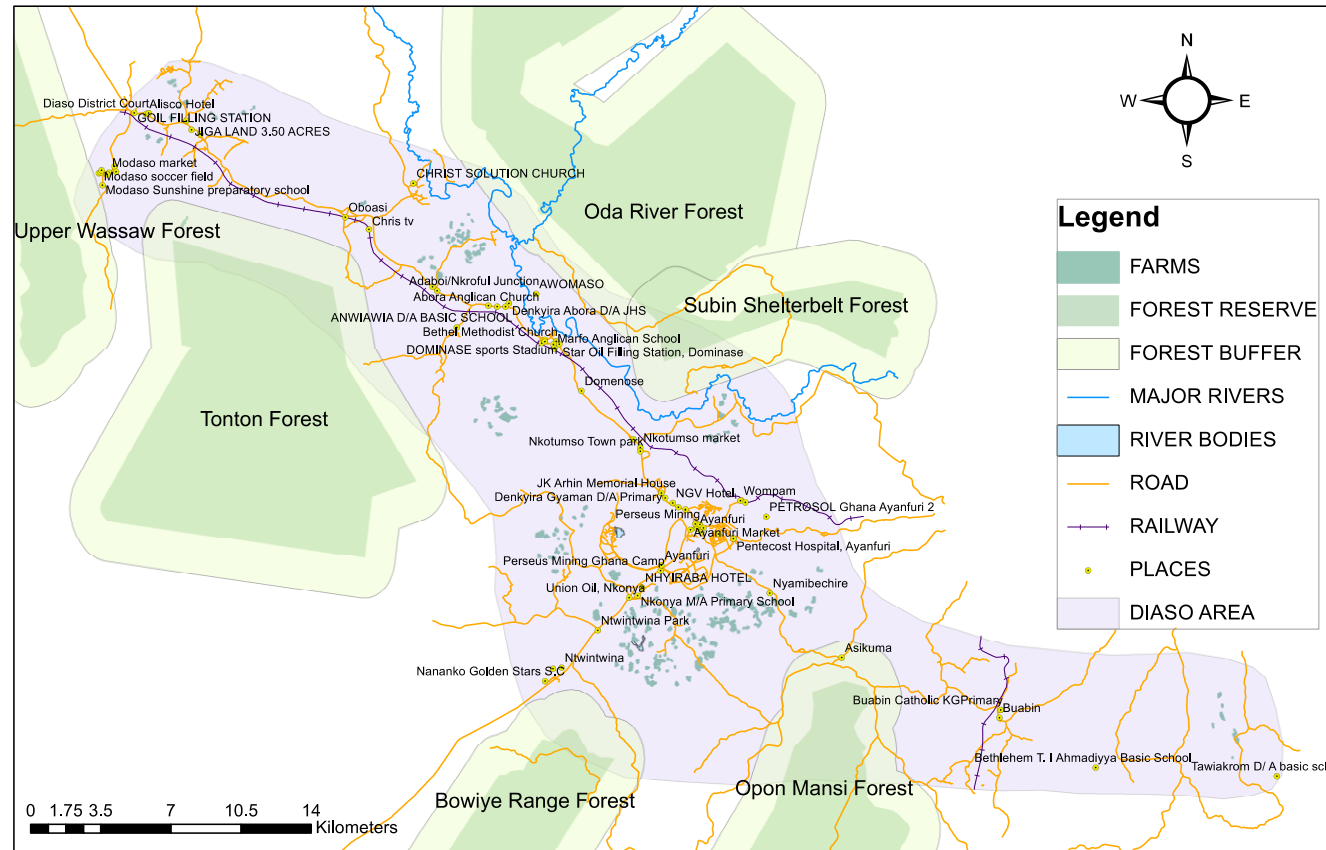 N
W
E
S
Diaso District Court
Alisco Hotel
GOIL FILLING STATION
JIGA LAND 3.50 ACRES
Modaso market
Modaso soccer field
Modaso Sunshine preparatory school
CHRIST SOLUTION CHURCH
Oda River Forest
Upper Wassaw Forest
Oboasi
Chris tv
Adaboi/Nkroful Junction
AWOMASO
Abora Anglican Church
Denkyira Abora D/A JHS
ANWIAWIA D/A BASIC SCHOOL
Subin Shelterbelt Forest
Bethel Methodist Church
Marfo Anglican School
DOMINASE sports Stadium
Star Oil Filling Station, Dominase
Domenose
Tonton Forest
Nkotumso Town park
Nkotumso market
JK Arhin Memorial House
Denkyira Gyaman D/A Primary
NGV Hotel
Wompam
PETROSOL Ghana Ayanfuri 2
Perseus Mining
Ayanfuri
Ayanfuri Market
Pentecost Hospital, Ayanfuri
Perseus Mining Ghana Camp
Ayanfuri
NHYIRABA HOTEL
Union Oil, Nkonya
Nkonya M/A Primary School
Nyamibechire
Ntwintwina Park
Asikuma
Ntwintwina
Nananko Golden Stars S.C
Buabin Catholic KGPrimary
Buabin
Bethlehem T. I Ahmadiyya Basic School
Tawiakrom D/ A basic sch
Opon Mansi Forest
Bowiye Range Forest
Legend
FARMS
FOREST RESERVE
FOREST BUFFER
MAJOR RIVERS
RIVER BODIES
ROAD
RAILWAY
PLACES
DIASO AREA
0 1.75 3.5 7 10.5 14
Kilometers